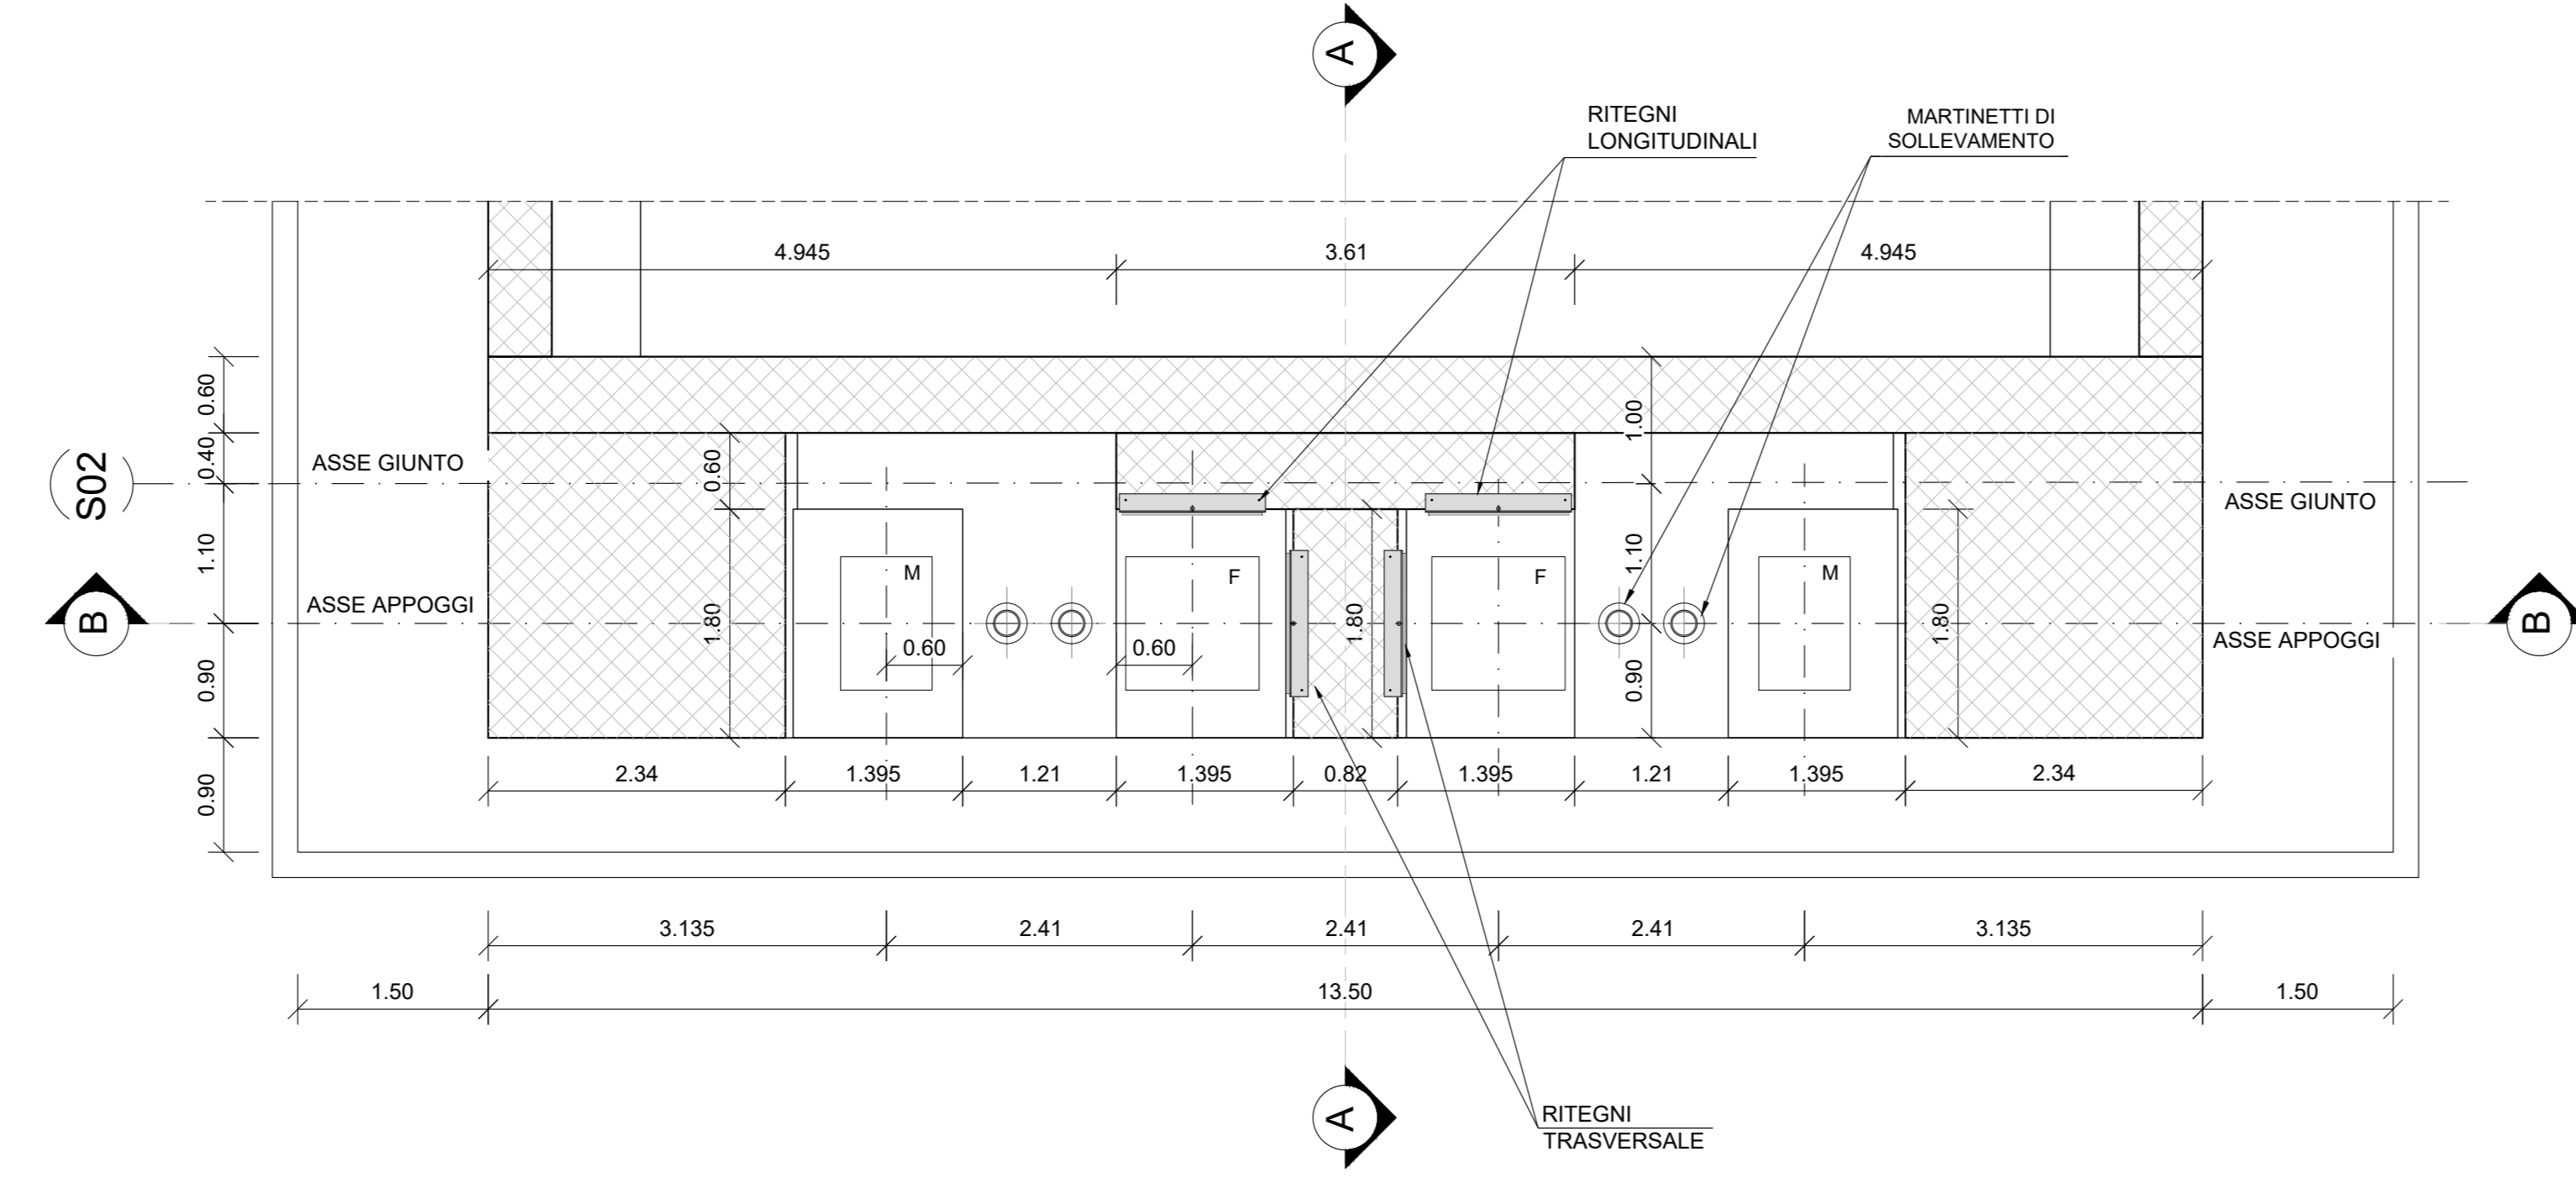 A
RITEGNI
LONGITUDINALI
MARTINETTI DI
SOLLEVAMENTO
4.945
3.61
4.945
0.60
0.40
1.10
0.90
0.90
S02
ASSE GIUNTO
0.60
1.00
ASSE GIUNTO
B
ASSE APPOGGI
1.80
M
0.60
0.60
F
1.80
F
1.10
0.90
M
1.80
ASSE APPOGGI
B
2.34
1.395
1.21
1.395
0.82
1.395
1.21
1.395
2.34
3.135
2.41
2.41
2.41
3.135
1.50
13.50
1.50
A
RITEGNI
TRASVERSALE